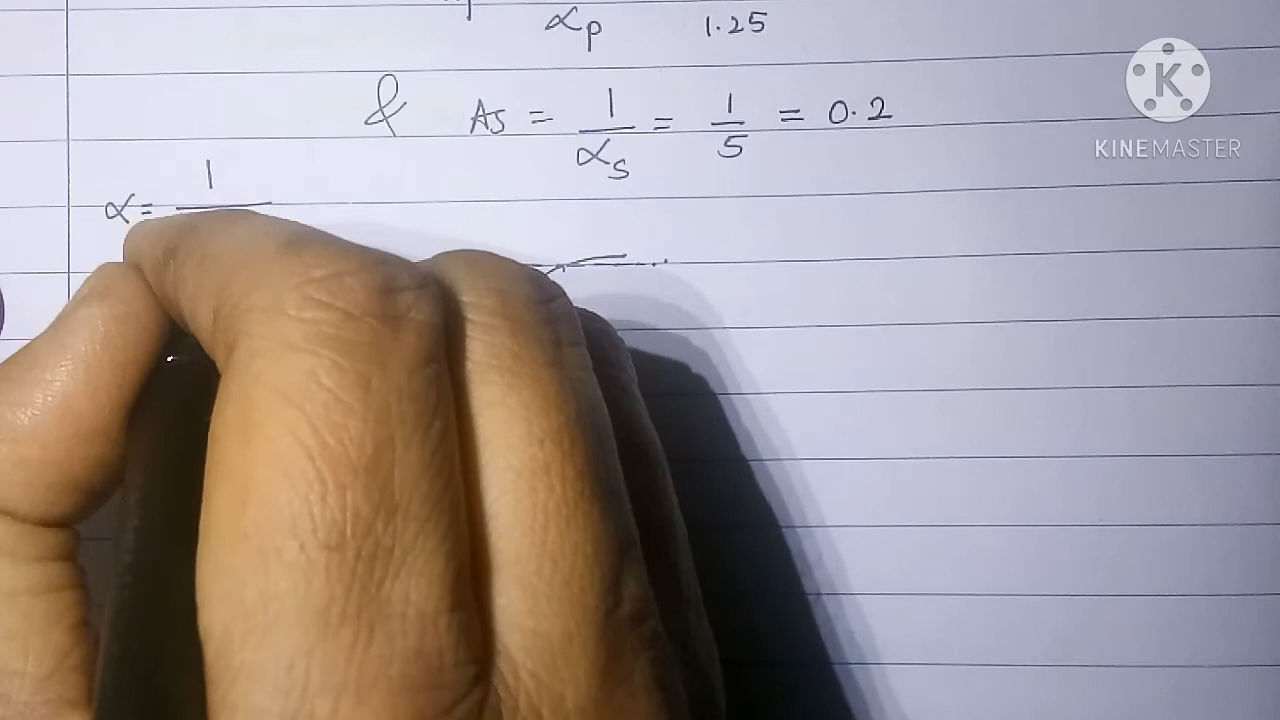 αp 1.25
& As = 1/αs = 1/5 = 0.2
α = 1
K
KINEMASTER